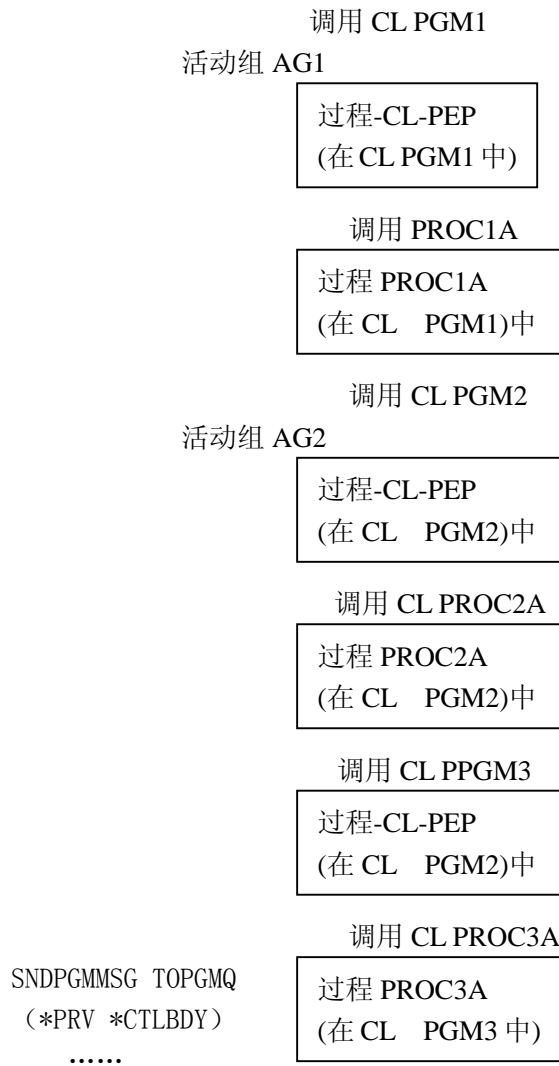 调用 CL PGM1
活动组 AG1
过程-CL-PEP
(在 CL PGM1 中)
调用 PROC1A
过程 PROC1A
(在 CL PGM1)中
调用 CL PGM2
活动组 AG2
过程-CL-PEP
(在 CL PGM2)中
调用 CL PROC2A
过程 PROC2A
(在 CL PGM2)中
调用 CL PPGM3
过程-CL-PEP
(在 CL PGM2)中
调用 CL PROC3A
SNDPGMMSG TOPGMQ
(*PRV *CTLBDY)
……
过程 PROC3A
(在 CL PGM3 中)